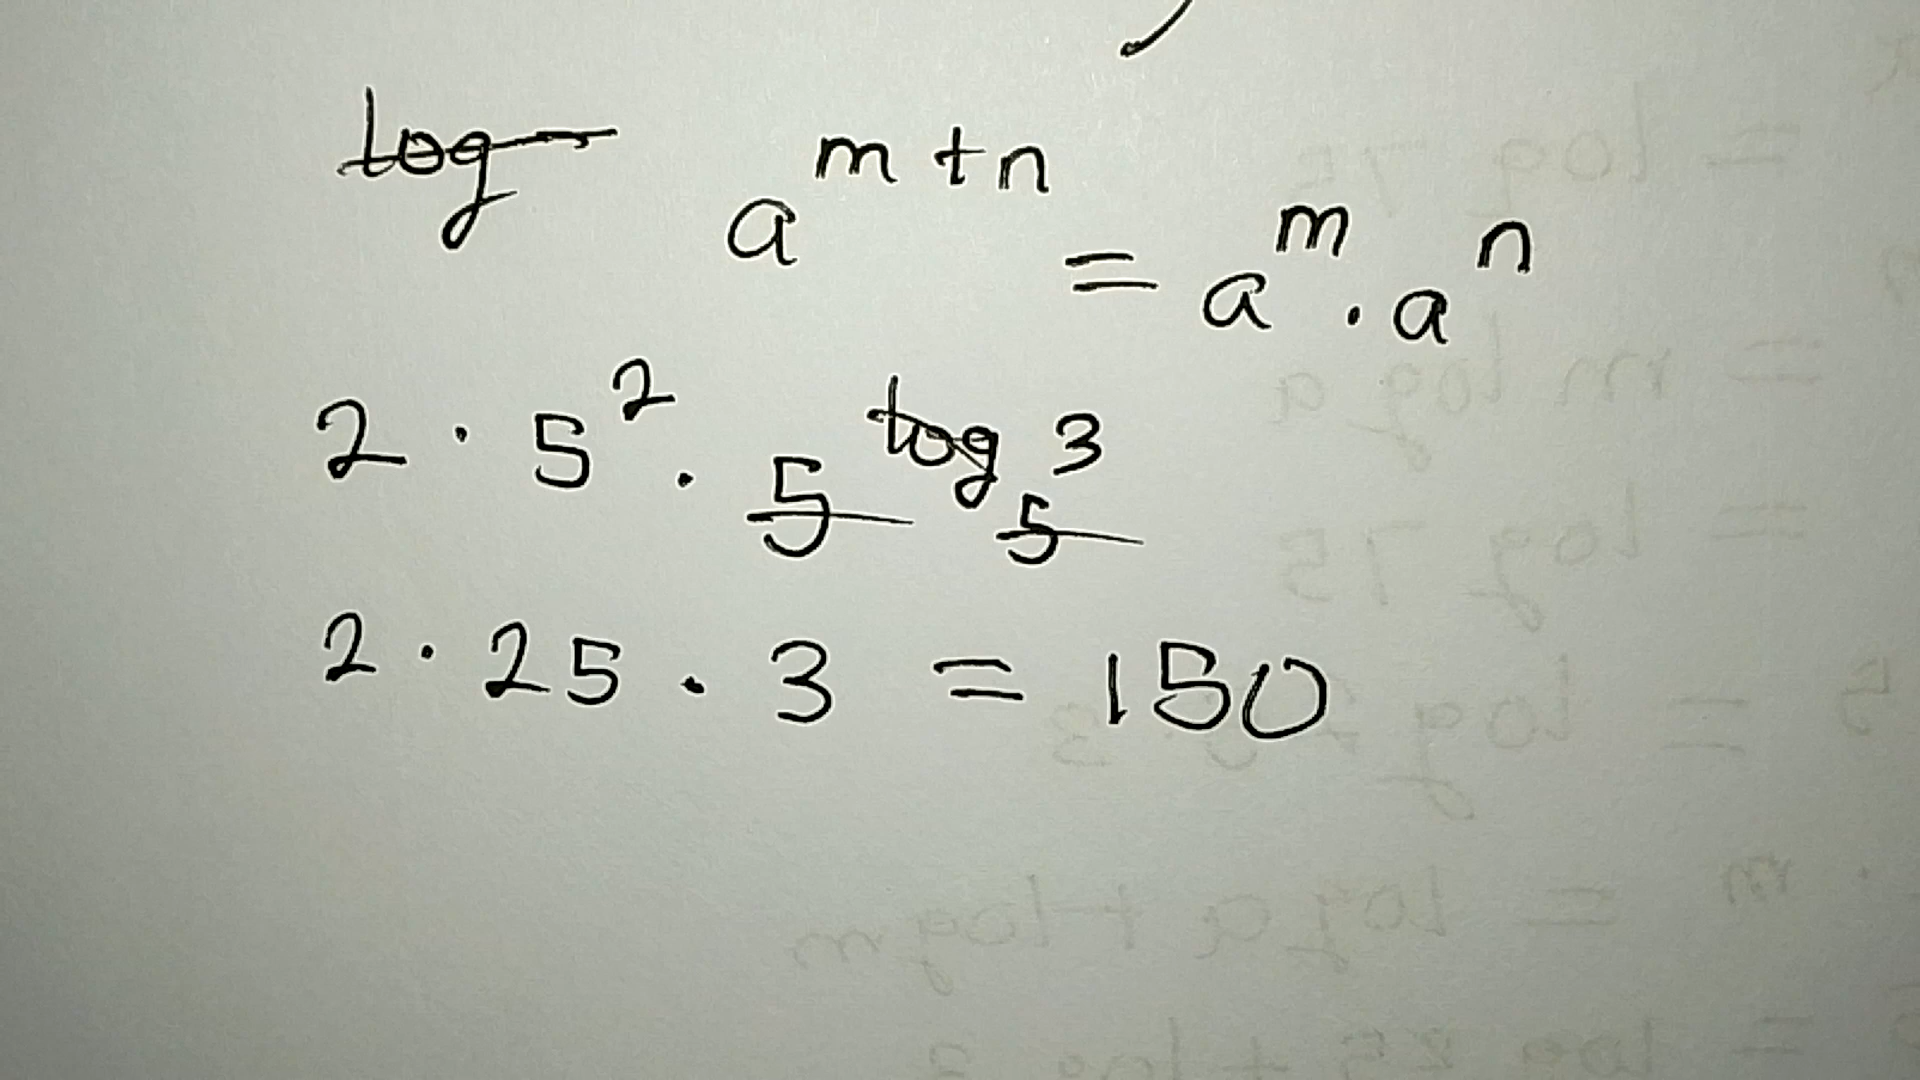 log a^{m+n} = a^m · a^n
2 · 5^2 · 5^{log_5 3}
2 · 25 · 3 = 150